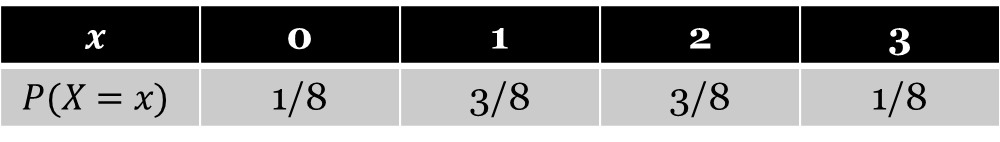 x 0 1 2 3
P(X = x) 1/8 3/8 3/8 1/8